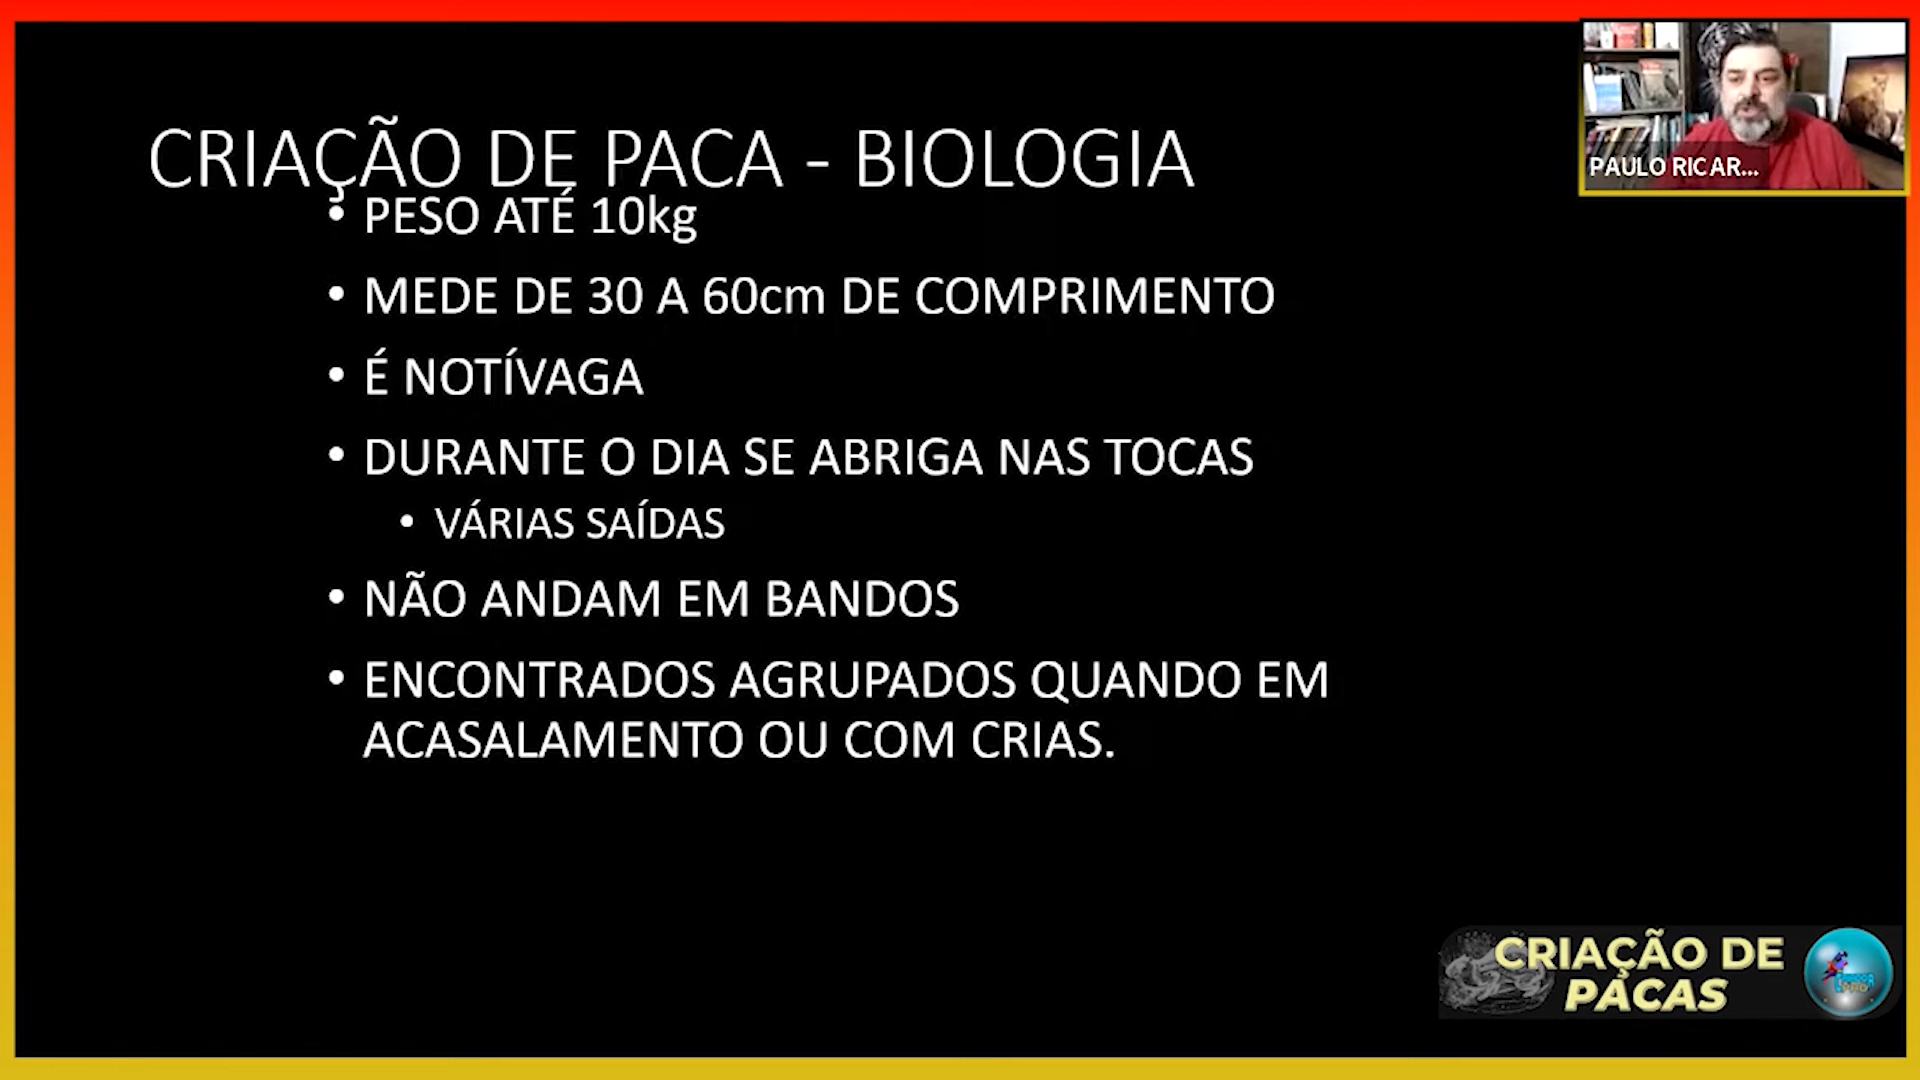 CRIAÇÃO DE PACA - BIOLOGIA
PAULO RICAR...
• PESO ATÉ 10kg
• MEDE DE 30 A 60cm DE COMPRIMENTO
• É NOTÍVAGA
• DURANTE O DIA SE ABRIGA NAS TOCAS
• VÁRIAS SAÍDAS
• NÃO ANDAM EM BANDOS
• ENCONTRADOS AGRUPADOS QUANDO EM
ACASALAMENTO OU COM CRIAS.
CRIAÇÃO DE
PACAS